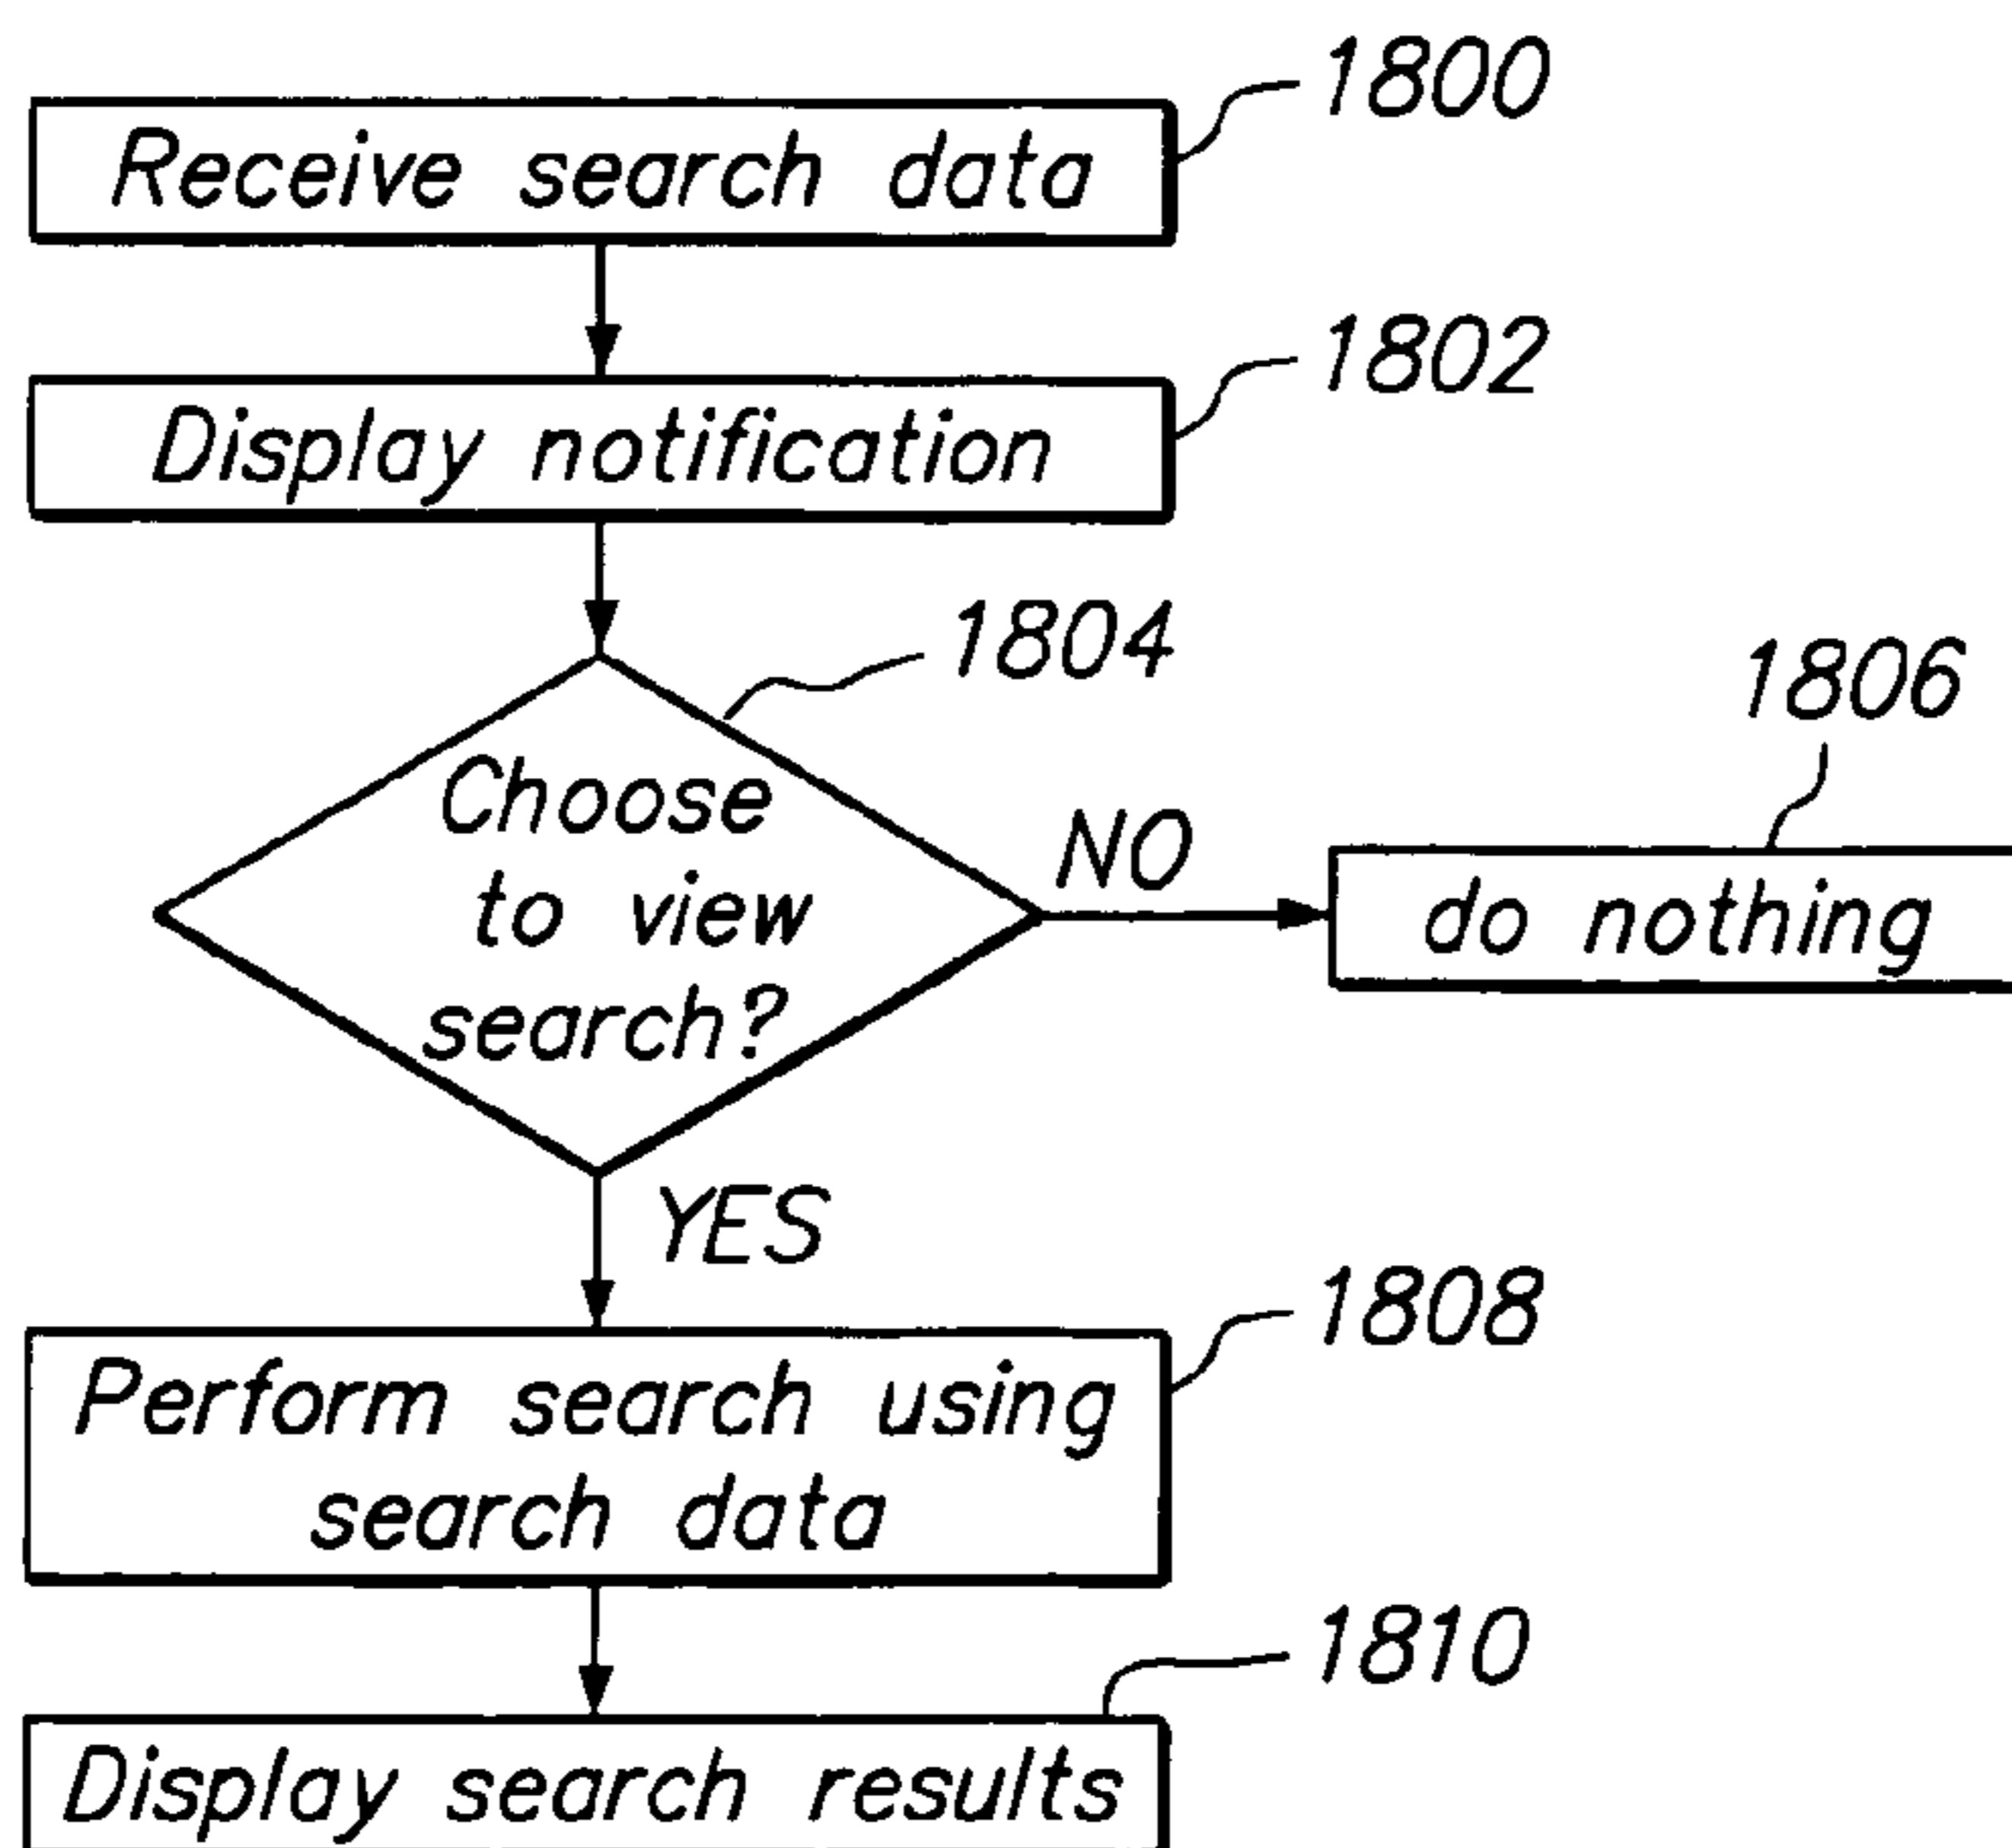 1800
Receive search data
1802
Display notification
1804
Choose
to view
search?
NO
1806
do nothing
YES
1808
Perform search using
search data
1810
Display search results